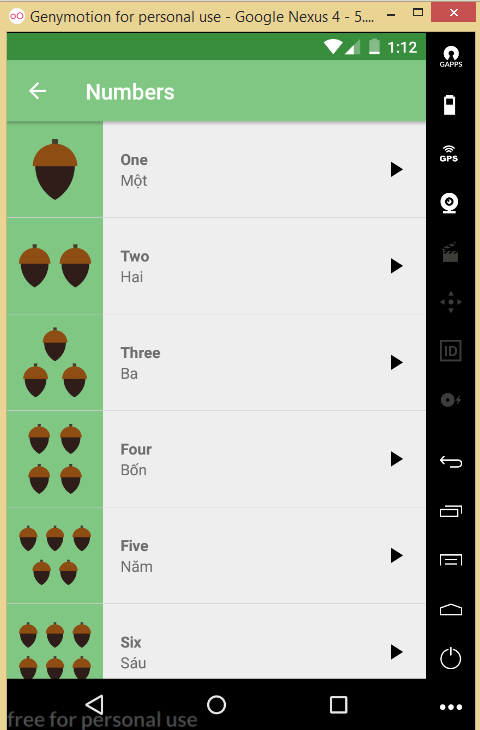 Genymotion for personal use - Google Nexus 4 - 5....
1:12
GAPPS
Numbers
GPS
One
Một
Two
Hai
Three
Ba
ID
Four
Bốn
Five
Năm
Six
Sáu
free for personal use